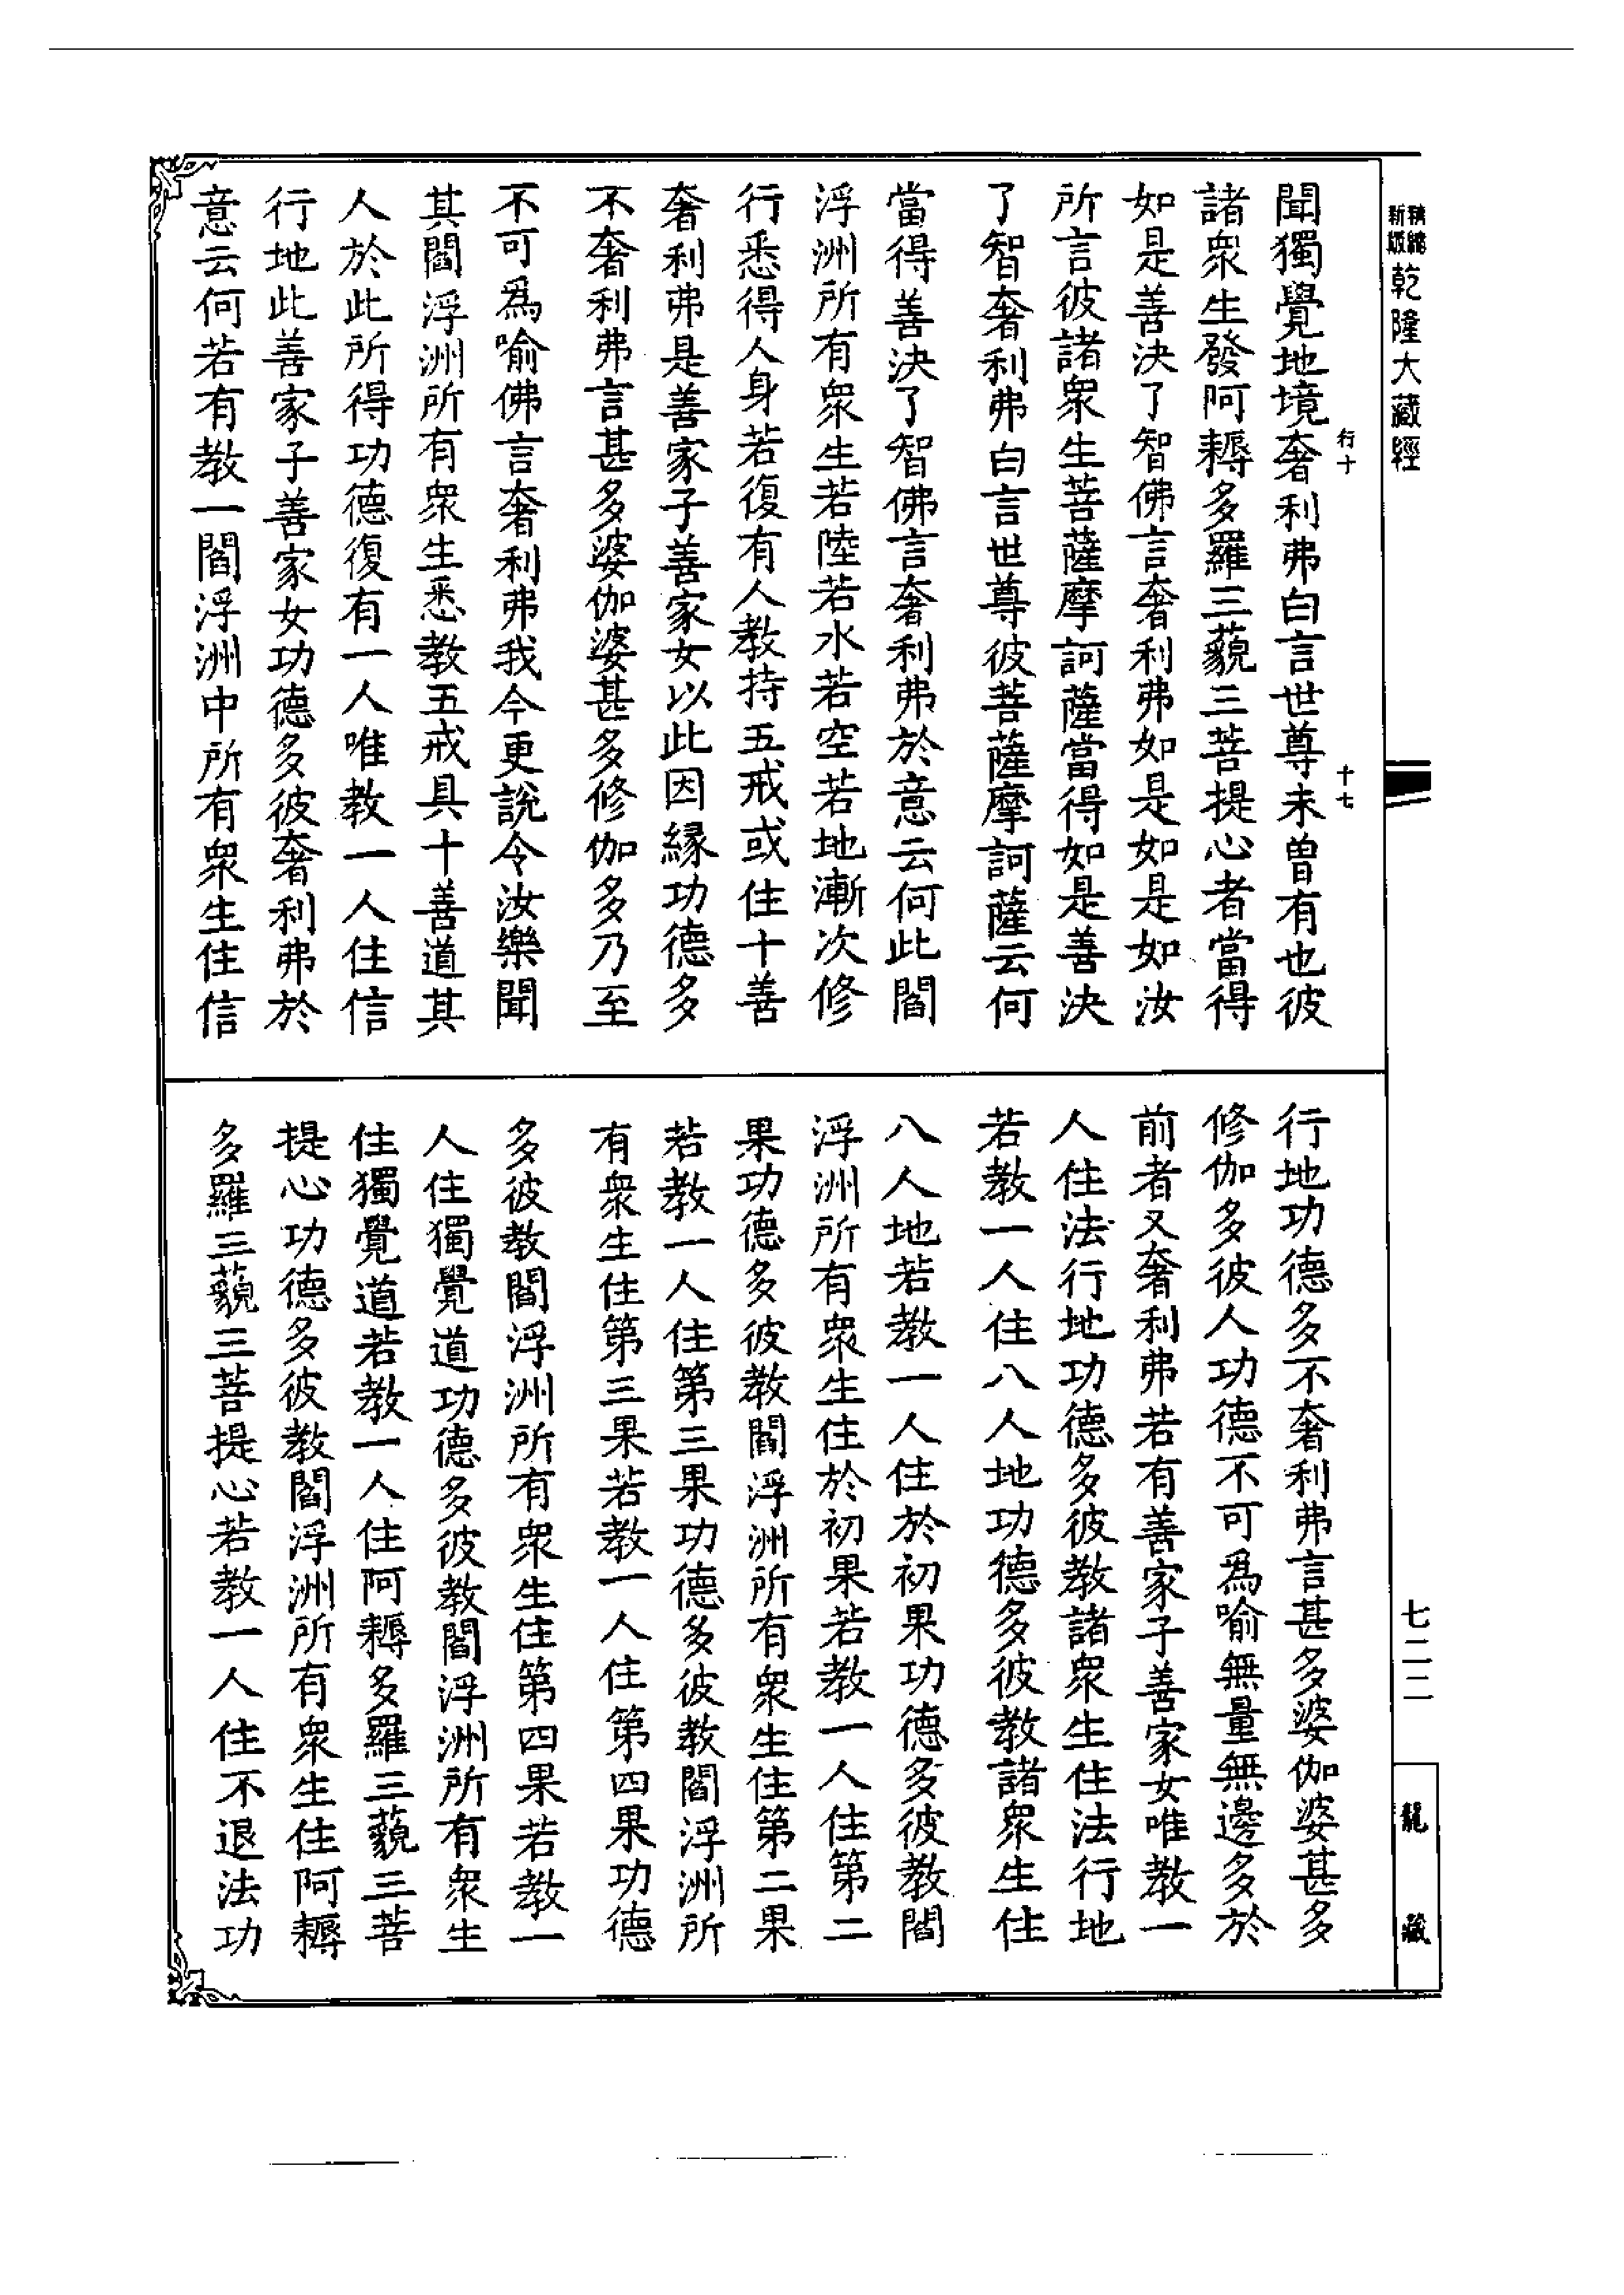 新編縮版乾隆大藏經
行十
十七
聞獨覺地境奢利弗白言世尊未曾有也彼
諸衆生發阿耨多羅三藐三菩提心者當得
如是善決了智佛言奢利弗如是如是如汝
所言彼諸衆生菩薩摩訶薩當得如是善決
了智奢利弗白言世尊彼菩薩摩訶薩云何
當得善決了智佛言奢利弗於意云何此閻
浮洲所有衆生若陸若水若空若地漸次修
行悉得人身若復有人教持五戒或住十善
奢利弗是善家子善家女以此因緣功德多
不奢利弗言甚多婆伽婆甚多修伽多乃至
不可爲喻佛言奢利弗我今更說令汝樂聞
其閻浮洲所有衆生悉教五戒具十善道其
人於此所得功德復有一人唯教一人住信
行地此善家子善家女功德多彼奢利弗於
意云何若有教一閻浮洲中所有衆生住信
行地功德多不奢利弗言甚多婆伽婆甚多
修伽多彼人功德不可爲喻無量無邊多於
前者又奢利弗若有善家子善家女唯教一
人住法行地功德多彼教諸衆生住法行地
若教一人住八人地功德多彼教諸衆生住
八人地若教一人住於初果功德多彼教閻
浮洲所有衆生住於初果若教一人住第二
果功德多彼教閻浮洲所有衆生住第二果
若教一人住第三果功德多彼教閻浮洲所
有衆生住第三果若教一人住第四果功德
多彼教閻浮洲所有衆生住第四果若教一
人住獨覺道功德多彼教閻浮洲所有衆生
住獨覺道若教一人住阿耨多羅三藐三菩
提心功德多彼教閻浮洲所有衆生住阿耨
多羅三藐三菩提心若教一人住不退法功
七二二
龍藏